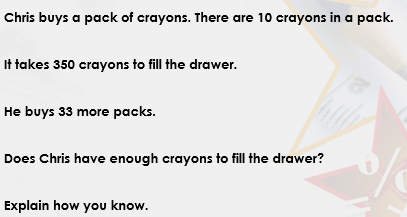 Chris buys a pack of crayons. There are 10 crayons in a pack.
It takes 350 crayons to fill the drawer.
He buys 33 more packs.
Does Chris have enough crayons to fill the drawer?
Explain how you know.